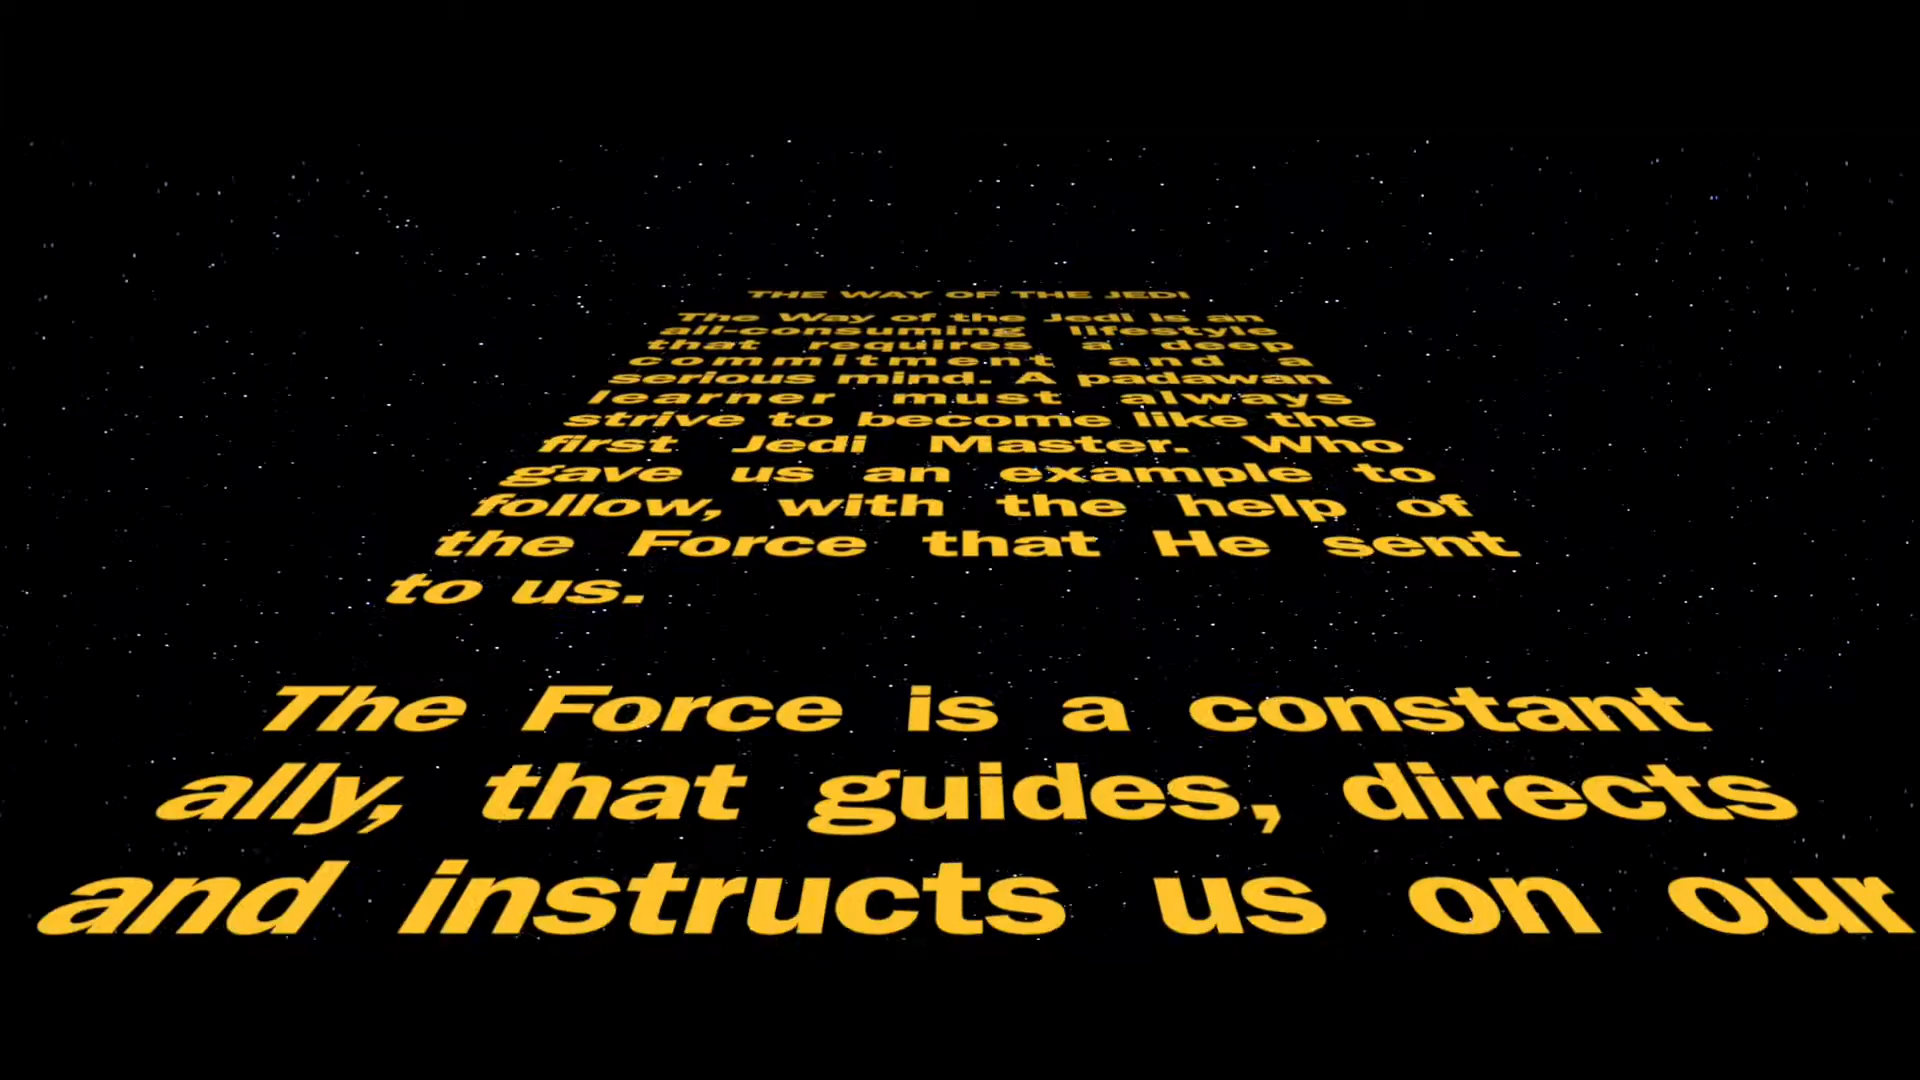 THE WAY OF THE JEDI
The Way of the Jedi is an
all-consuming lifestyle
that requires a deep
commitment and a
serious mind. A padawan
learner must always
strive to become like the
first Jedi Master. Who
gave us an example to
follow, with the help of
the Force that He sent
to us.
The Force is a constant
ally, that guides, directs
and instructs us on our